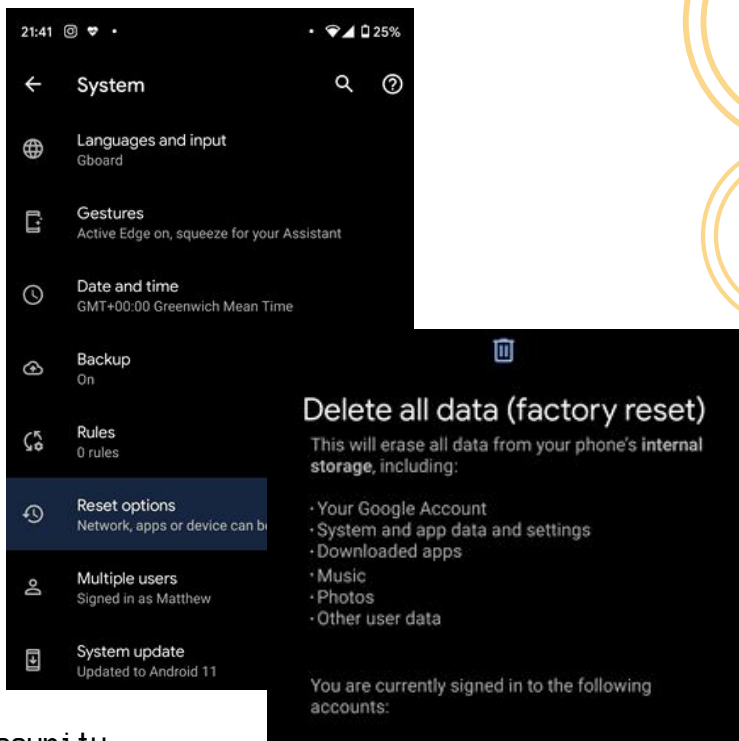 21:41
25%
System
Languages and input
Gboard
Gestures
Active Edge on, squeeze for your Assistant
Date and time
GMT+00:00 Greenwich Mean Time
Backup
On
Rules
0 rules
Reset options
Network, apps or device can
Multiple users
Signed in as Matthew
System update
Updated to Android 11
Delete all data (factory reset)
This will erase all data from your phone's internal
storage, including:
· Your Google Account
· System and app data and settings
· Downloaded apps
· Music
· Photos
· Other user data
You are currently signed in to the following
accounts: